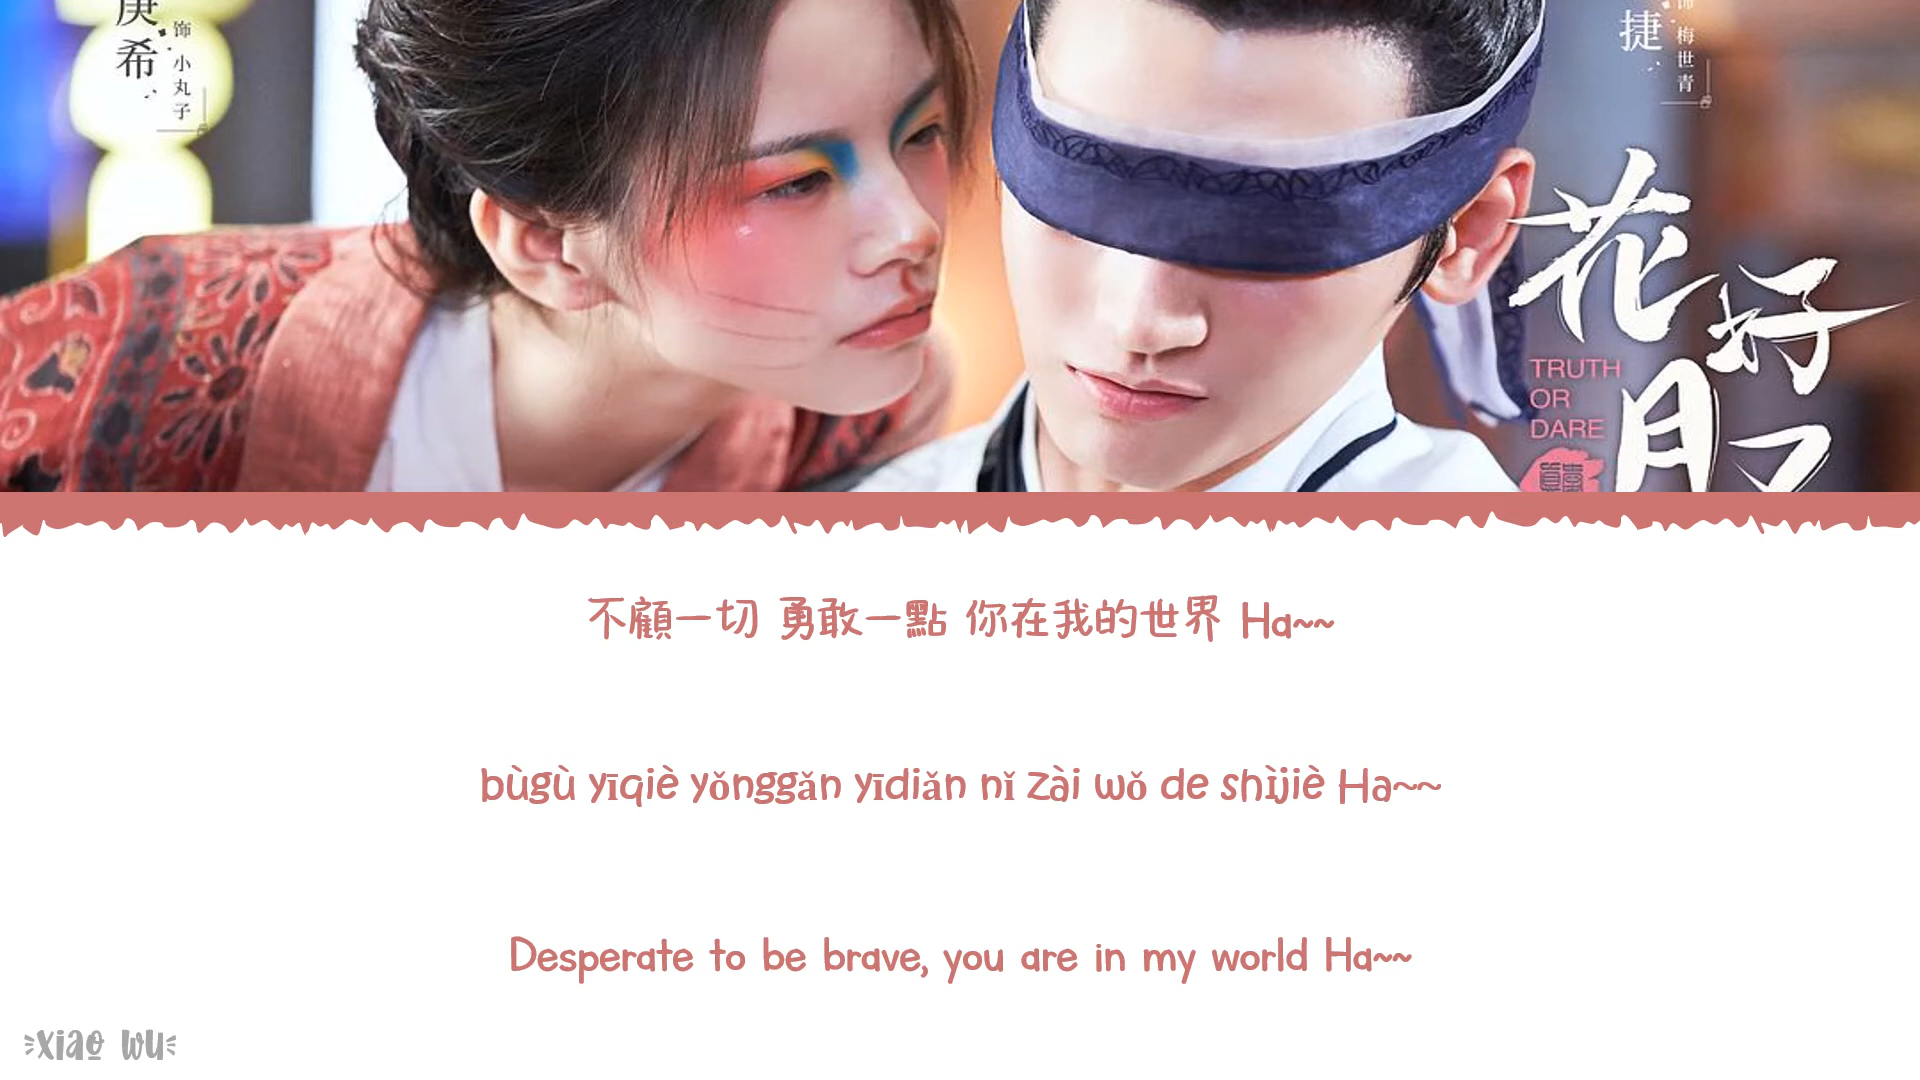 庚希
饰 小丸子
捷
饰 梅世青
花好月
TRUTH
OR
DARE
不顧一切 勇敢一點 你在我的世界 Ha~~
bùgù yīqiè yǒnggǎn yīdiǎn nǐ zài wǒ de shìjiè Ha~~
Desperate to be brave, you are in my world Ha~~
xiao wu